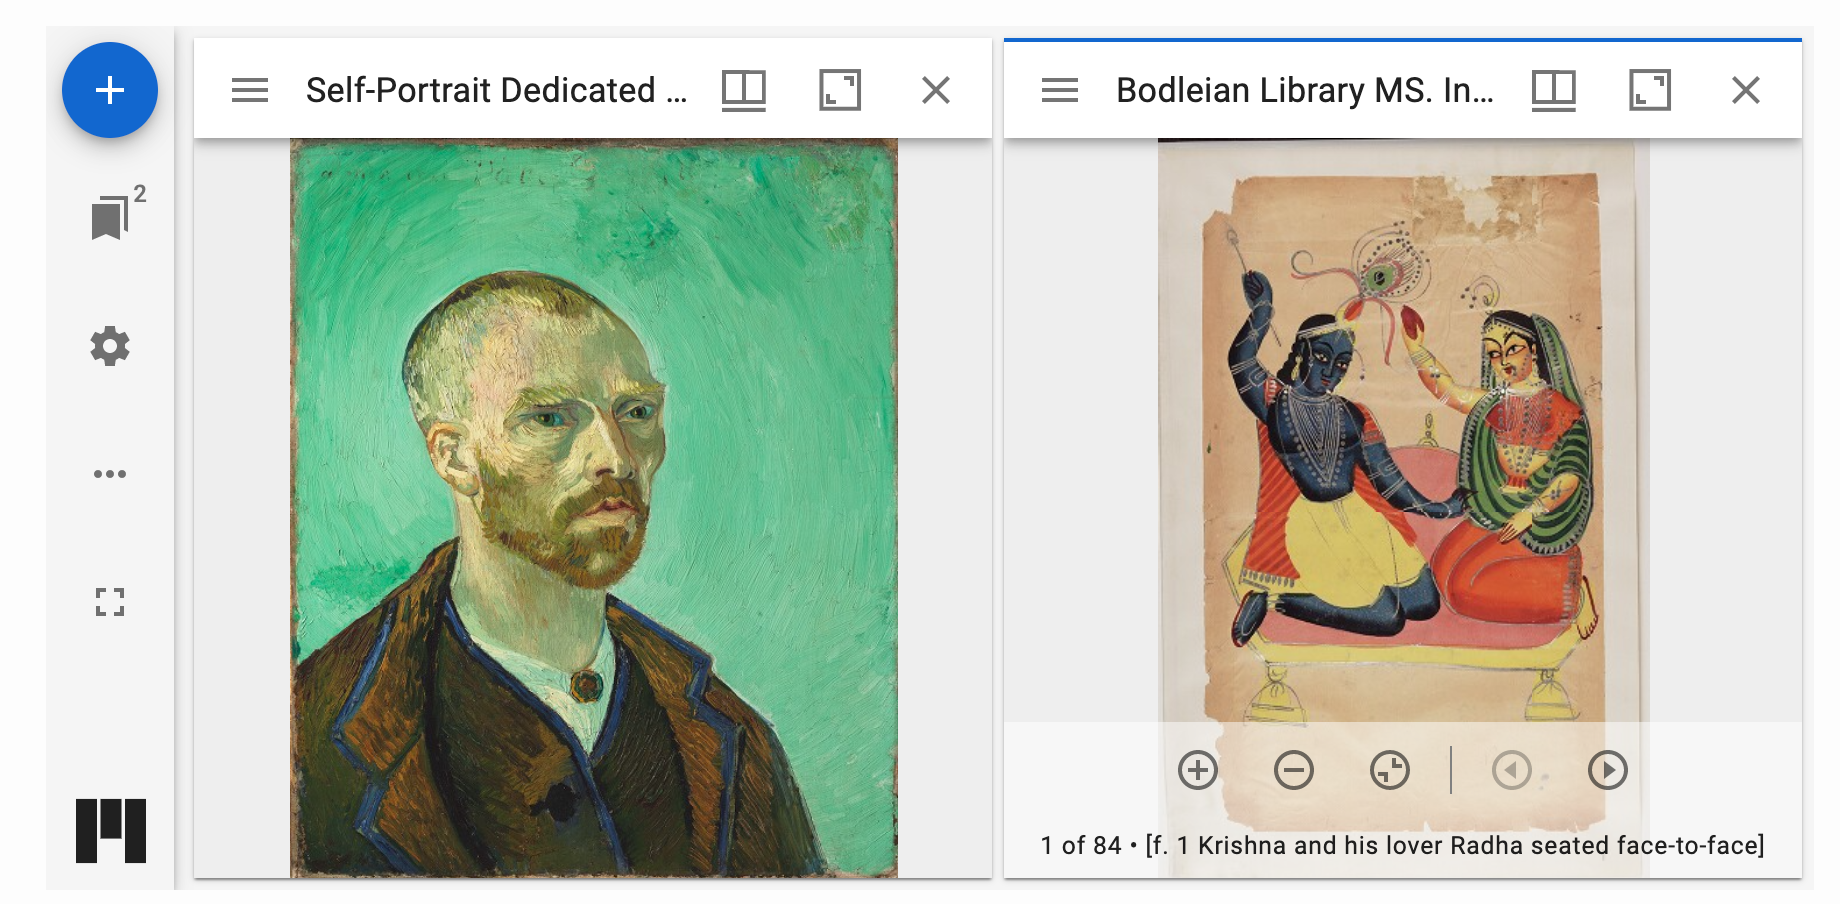 2
Self-Portrait Dedicated ...
Bodleian Library MS. In...
1 of 84 • [f. 1 Krishna and his lover Radha seated face-to-face]